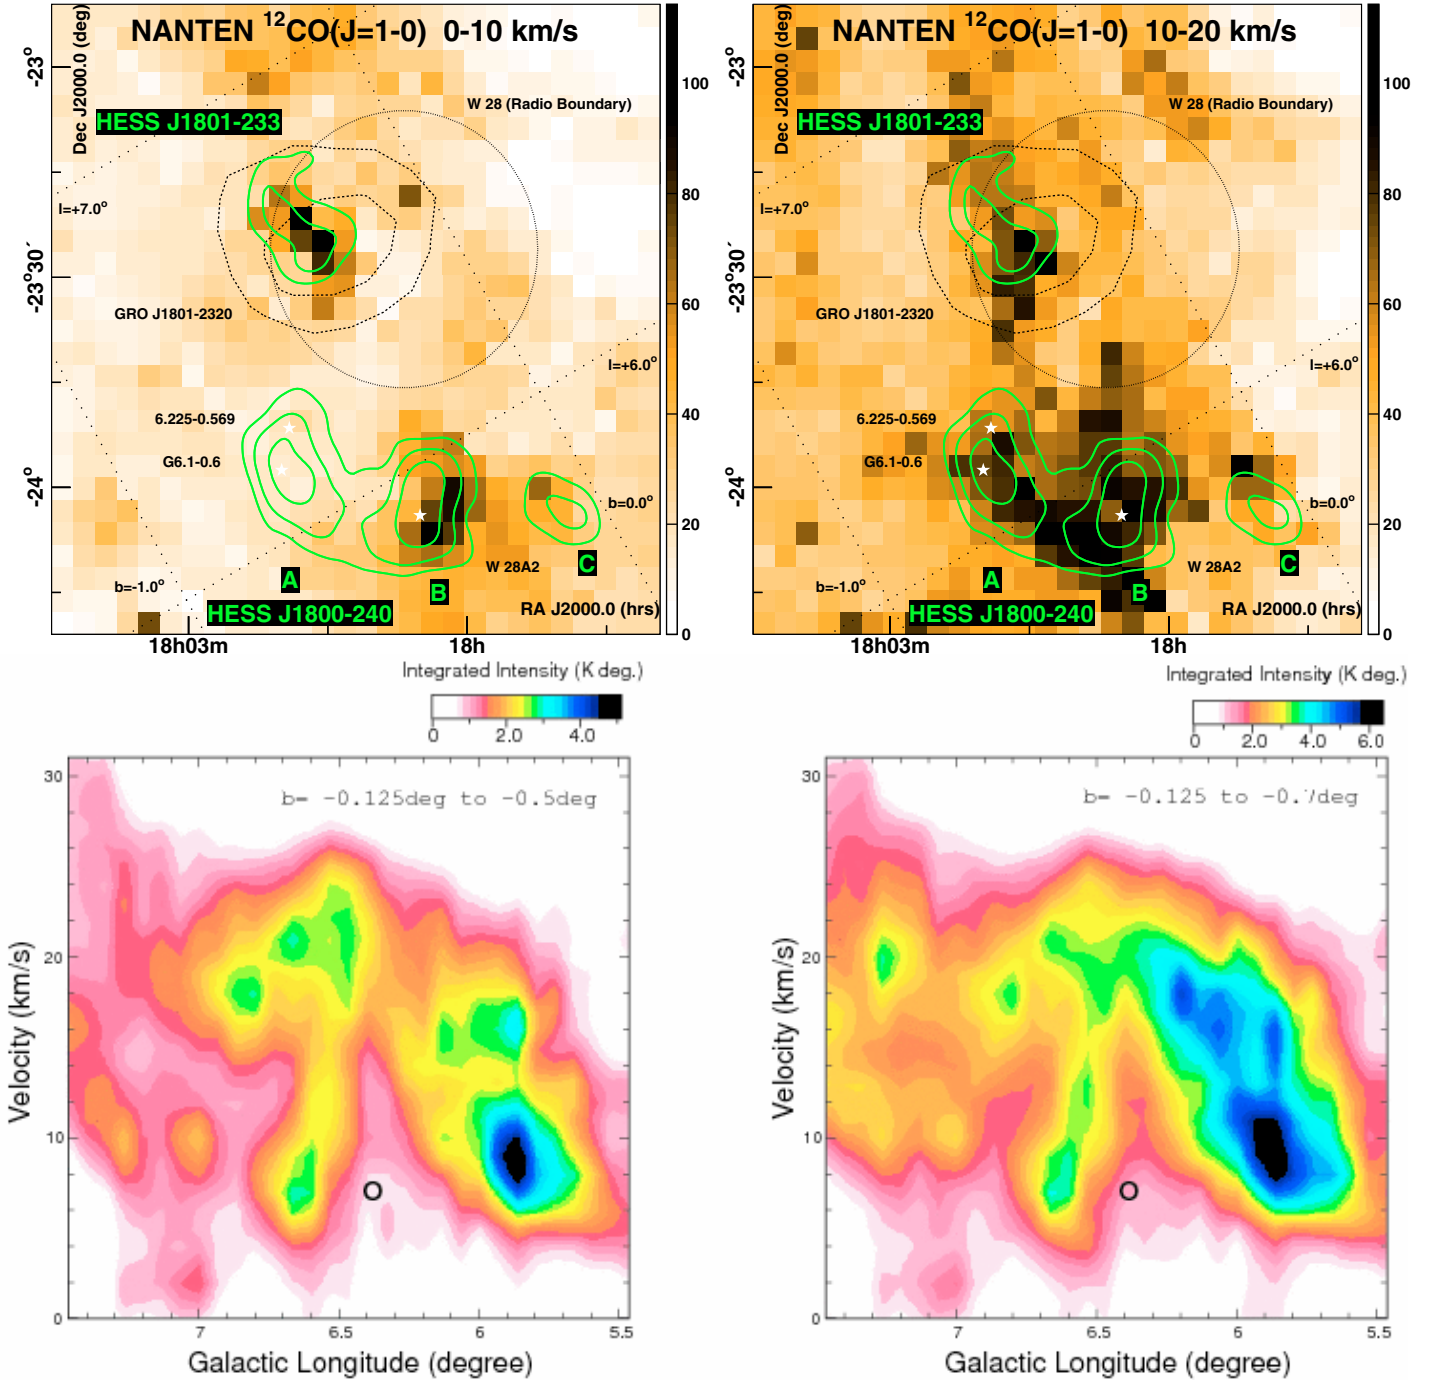 NANTEN ¹²CO(J=1-0) 0-10 km/s
Dec J2000.0 (deg)
-23°
-23°30´
-24°
HESS J1801-233
W 28 (Radio Boundary)
l=+7.0°
GRO J1801-2320
l=+6.0°
6.225-0.569
G6.1-0.6
b=0.0°
b=-1.0°
W 28A2
A
B
C
HESS J1800-240
RA J2000.0 (hrs)
18h03m
18h
100
80
60
40
20
0
NANTEN ¹²CO(J=1-0) 10-20 km/s
Dec J2000.0 (deg)
-23°
-23°30´
-24°
HESS J1801-233
W 28 (Radio Boundary)
l=+7.0°
GRO J1801-2320
l=+6.0°
6.225-0.569
G6.1-0.6
b=0.0°
b=-1.0°
W 28A2
A
B
C
HESS J1800-240
RA J2000.0 (hrs)
18h03m
18h
100
80
60
40
20
0
Integrated Intensity (K deg.)
0 2.0 4.0
b= -0.125deg to -0.5deg
Velocity (km/s)
30
20
10
0
7 6.5 6 5.5
Galactic Longitude (degree)
Integrated Intensity (K deg.)
0 2.0 4.0 6.0
b= -0.125 to -0.7deg
Velocity (km/s)
30
20
10
0
7 6.5 6 5.5
Galactic Longitude (degree)